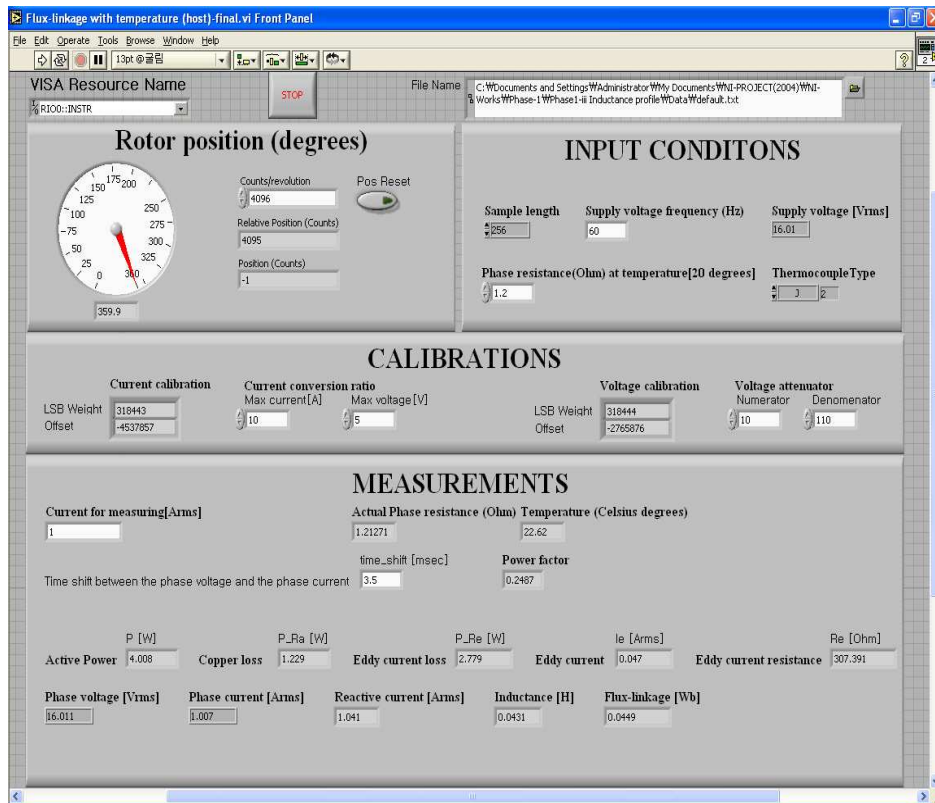 Flux-linkage with temperature (host)-final.vi Front Panel
File Edit Operate Tools Browse Window Help
13pt @굴림
2
VISA Resource Name
RIO0::INSTR
STOP
File Name
C:\Documents and Settings\Administrator\My Documents\NI-PROJECT(2004)\NI-
Works\Phase-1\Phase1-iii Inductance profile\Data\default.txt
Rotor position (degrees)
0 25 50 75 100 125 150 175 200 250 275 300 325 360
359.9
Counts/revolution
4096
Pos Reset
Relative Position (Counts)
4095
Position (Counts)
-1
INPUT CONDITONS
Sample length Supply voltage frequency (Hz) Supply voltage [Vrms]
256 60 16.01
Phase resistance(Ohm) at temperature[20 degrees] ThermocoupleType
1.2 J 2
CALIBRATIONS
Current calibration
LSB Weight 318443
Offset -4537857
Current conversion ratio
Max current[A] Max voltage[V]
10 5
Voltage calibration
LSB Weight 318444
Offset -2765876
Voltage attenuator
Numerator Denomenator
10 110
MEASUREMENTS
Current for measuring[Arms] Actual Phase resistance (Ohm) Temperature (Celsius degrees)
1 1.21271 22.62
time_shift [msec] Power factor
Time shift between the phase voltage and the phase current 3.5 0.2487
P [W] P_Ra [W] P_Re [W] Ie [Arms] Re [Ohm]
Active Power 4.008 Copper loss 1.229 Eddy current loss 2.779 Eddy current 0.047 Eddy current resistance 307.391
Phase voltage [Vrms] Phase current [Arms] Reactive current [Arms] Inductance [H] Flux-linkage [Wb]
16.011 1.007 1.041 0.0431 0.0449